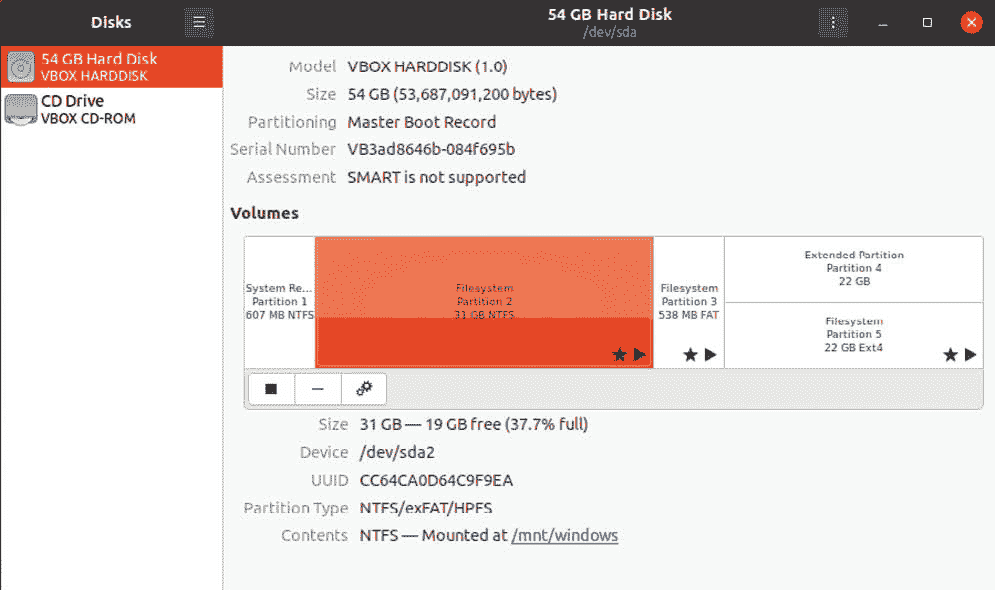 Disks
54 GB Hard Disk
/dev/sda
54 GB Hard Disk
VBOX HARDDISK
CD Drive
VBOX CD-ROM
Model VBOX HARDDISK (1.0)
Size 54 GB (53,687,091,200 bytes)
Partitioning Master Boot Record
Serial Number VB3ad8646b-084f695b
Assessment SMART is not supported
Volumes
System Re...
Partition 1
607 MB NTFS
Filesystem
Partition 2
31 GB NTFS
Filesystem
Partition 3
538 MB FAT
Extended Partition
Partition 4
22 GB
Filesystem
Partition 5
22 GB Ext4
Size 31 GB — 19 GB free (37.7% full)
Device /dev/sda2
UUID CC64CA0D64C9F9EA
Partition Type NTFS/exFAT/HPFS
Contents NTFS — Mounted at /mnt/windows